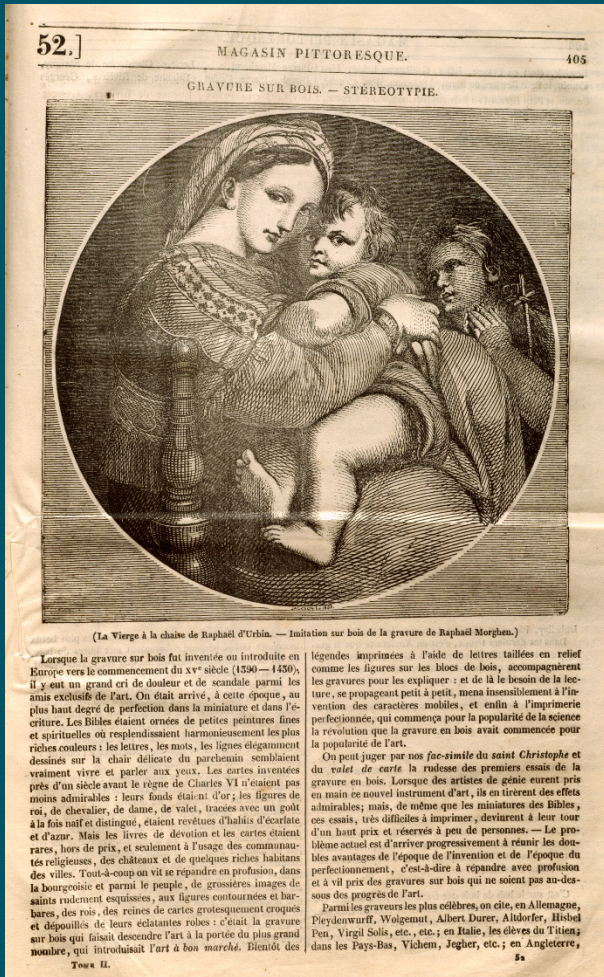 52.]
MAGASIN PITTORESQUE.
405
GRAVURE SUR BOIS. — STÉRÉOTYPIE.
(La Vierge à la chaise de Raphaël d'Urbin. — Imitation sur bois de la gravure de Raphaël Morghen.)
Lorsque la gravure sur bois fut inventée ou introduite en
Europe vers le commencement du XVe siècle (1390 — 1430),
il y eut un grand cri de douleur et de scandale parmi les
amis exclusifs de l'art. On était arrivé, à cette époque, au
plus haut degré de perfection dans la miniature et dans l'é-
criture. Les Bibles étaient ornées de petites peintures fines
et spirituelles où resplendissaient harmonieusement les plus
riches couleurs : les lettres, les mots, les lignes élégamment
dessinés sur la chair délicate du parchemin semblaient
vraiment vivre et parler aux yeux. Les cartes inventées
près d'un siècle avant le règne de Charles VI n'étaient pas
moins admirables : leurs fonds étaient d'or ; les figures de
roi, de chevalier, de dame, de valet, tracées avec un goût
à la fois naïf et distingué, étaient revêtues d'habits d'écarlate
et d'azur. Mais les livres de dévotion et les cartes étaient
rares, hors de prix, et seulement à l'usage des communau-
tés religieuses, des châteaux et de quelques riches habitans
des villes. Tout-à-coup on vit se répandre en profusion, dans
la bourgeoisie et parmi le peuple, de grossières images de
saints rudement esquissées, aux figures contournées et bar-
bares, des rois, des reines de cartes grotesquement croqués
et dépouillés de leurs éclatantes robes : c'était la gravure
sur bois qui faisait descendre l'art à la portée du plus grand
nombre, qui introduisait l'art à bon marché. Bientôt des
TOME II.
légendes imprimées à l'aide de lettres taillées en relief
comme les figures sur les blocs de bois, accompagnèrent
les gravures pour les expliquer : et de là le besoin de la lec-
ture, se propageant petit à petit, mena insensiblement à l'in-
vention des caractères mobiles, et enfin à l'imprimerie
perfectionnée, qui commença pour la popularité de la science
la révolution que la gravure en bois avait commencée pour
la popularité de l'art.
On peut juger par nos fac-simile du saint Christophe et
du valet de carte la rudesse des premiers essais de la
gravure en bois. Lorsque des artistes de génie eurent pris
en main ce nouvel instrument d'art, ils en tirèrent des effets
admirables ; mais, de même que les miniatures des Bibles,
ces essais, très difficiles à imprimer, devinrent à leur tour
d'un haut prix et réservés à peu de personnes. — Le pro-
blème actuel est d'arriver progressivement à réunir les dou-
bles avantages de l'époque de l'invention et de l'époque du
perfectionnement, c'est-à-dire à répandre avec profusion
et à vil prix des gravures sur bois qui ne soient pas au-des-
sous des progrès de l'art.
Parmi les graveurs les plus célèbres, on cite, en Allemagne,
Pleydenwurff, Wolgemut, Albert Durer, Altdorfer, Hisbel
Pen, Virgil Solis, etc., etc. ; en Italie, les élèves du Titien ;
dans les Pays-Bas, Vichem, Jegher, etc. ; en Angleterre,
52